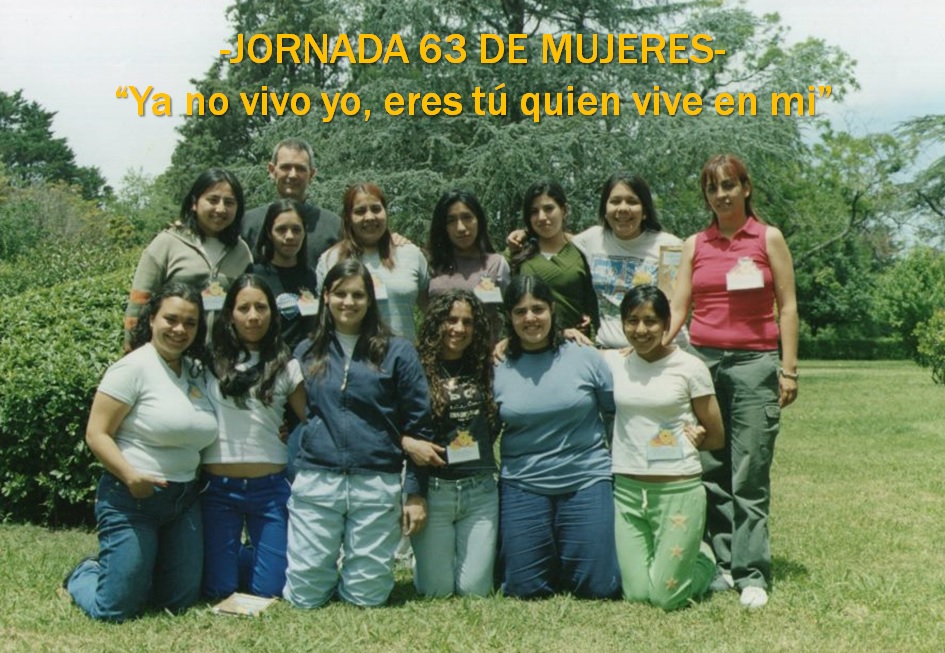 -JORNADA 63 DE MUJERES-
“Ya no vivo yo, eres tú quien vive en mi”